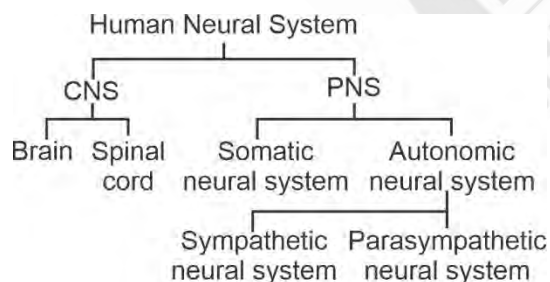 Human Neural System
CNS PNS
Brain Spinal cord Somatic neural system Autonomic neural system
Sympathetic neural system Parasympathetic neural system